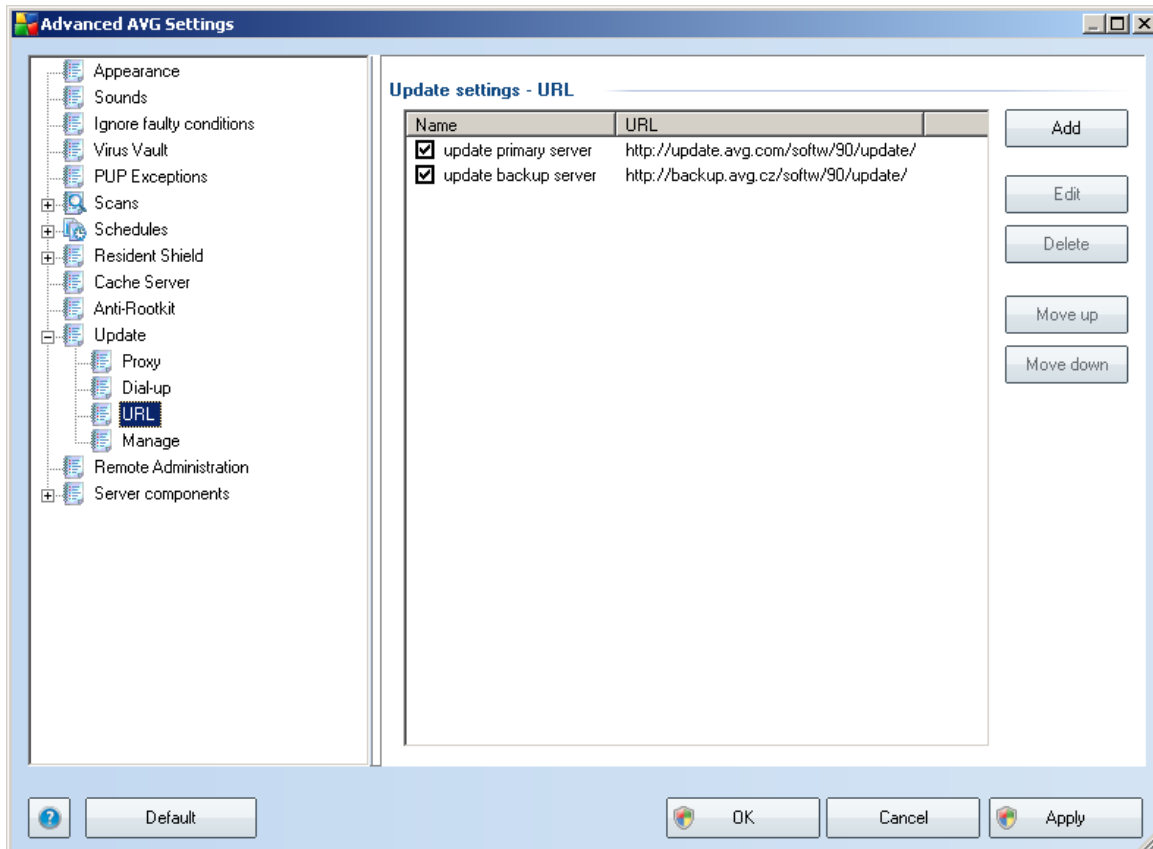 Advanced AVG Settings
Appearance
Sounds
Ignore faulty conditions
Virus Vault
PUP Exceptions
Scans
Schedules
Resident Shield
Cache Server
Anti-Rootkit
Update
Proxy
Dial-up
URL
Manage
Remote Administration
Server components
Update settings - URL
Name URL
update primary server http://update.avg.com/softw/90/update/
update backup server http://backup.avg.cz/softw/90/update/
Add
Edit
Delete
Move up
Move down
? Default OK Cancel Apply